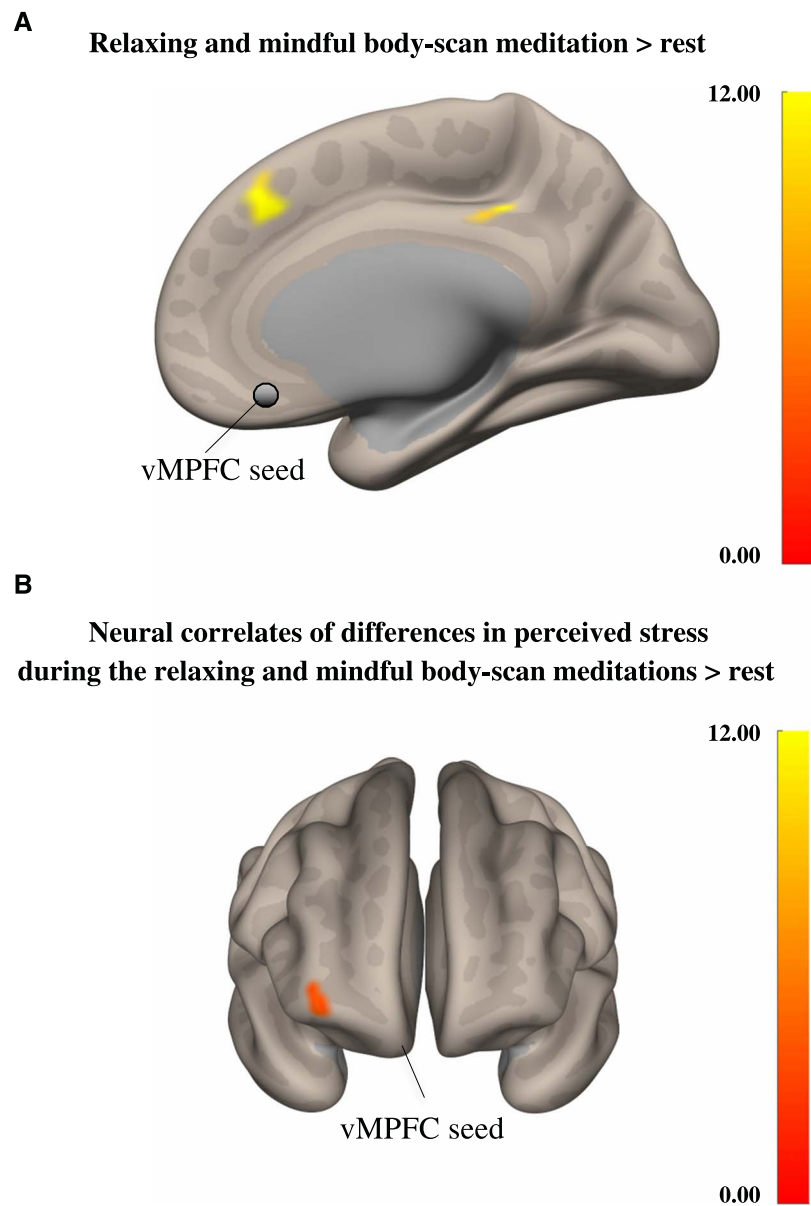 A
Relaxing and mindful body-scan meditation > rest
12.00
vMPFC seed
0.00
B
Neural correlates of differences in perceived stress
during the relaxing and mindful body-scan meditations > rest
12.00
vMPFC seed
0.00